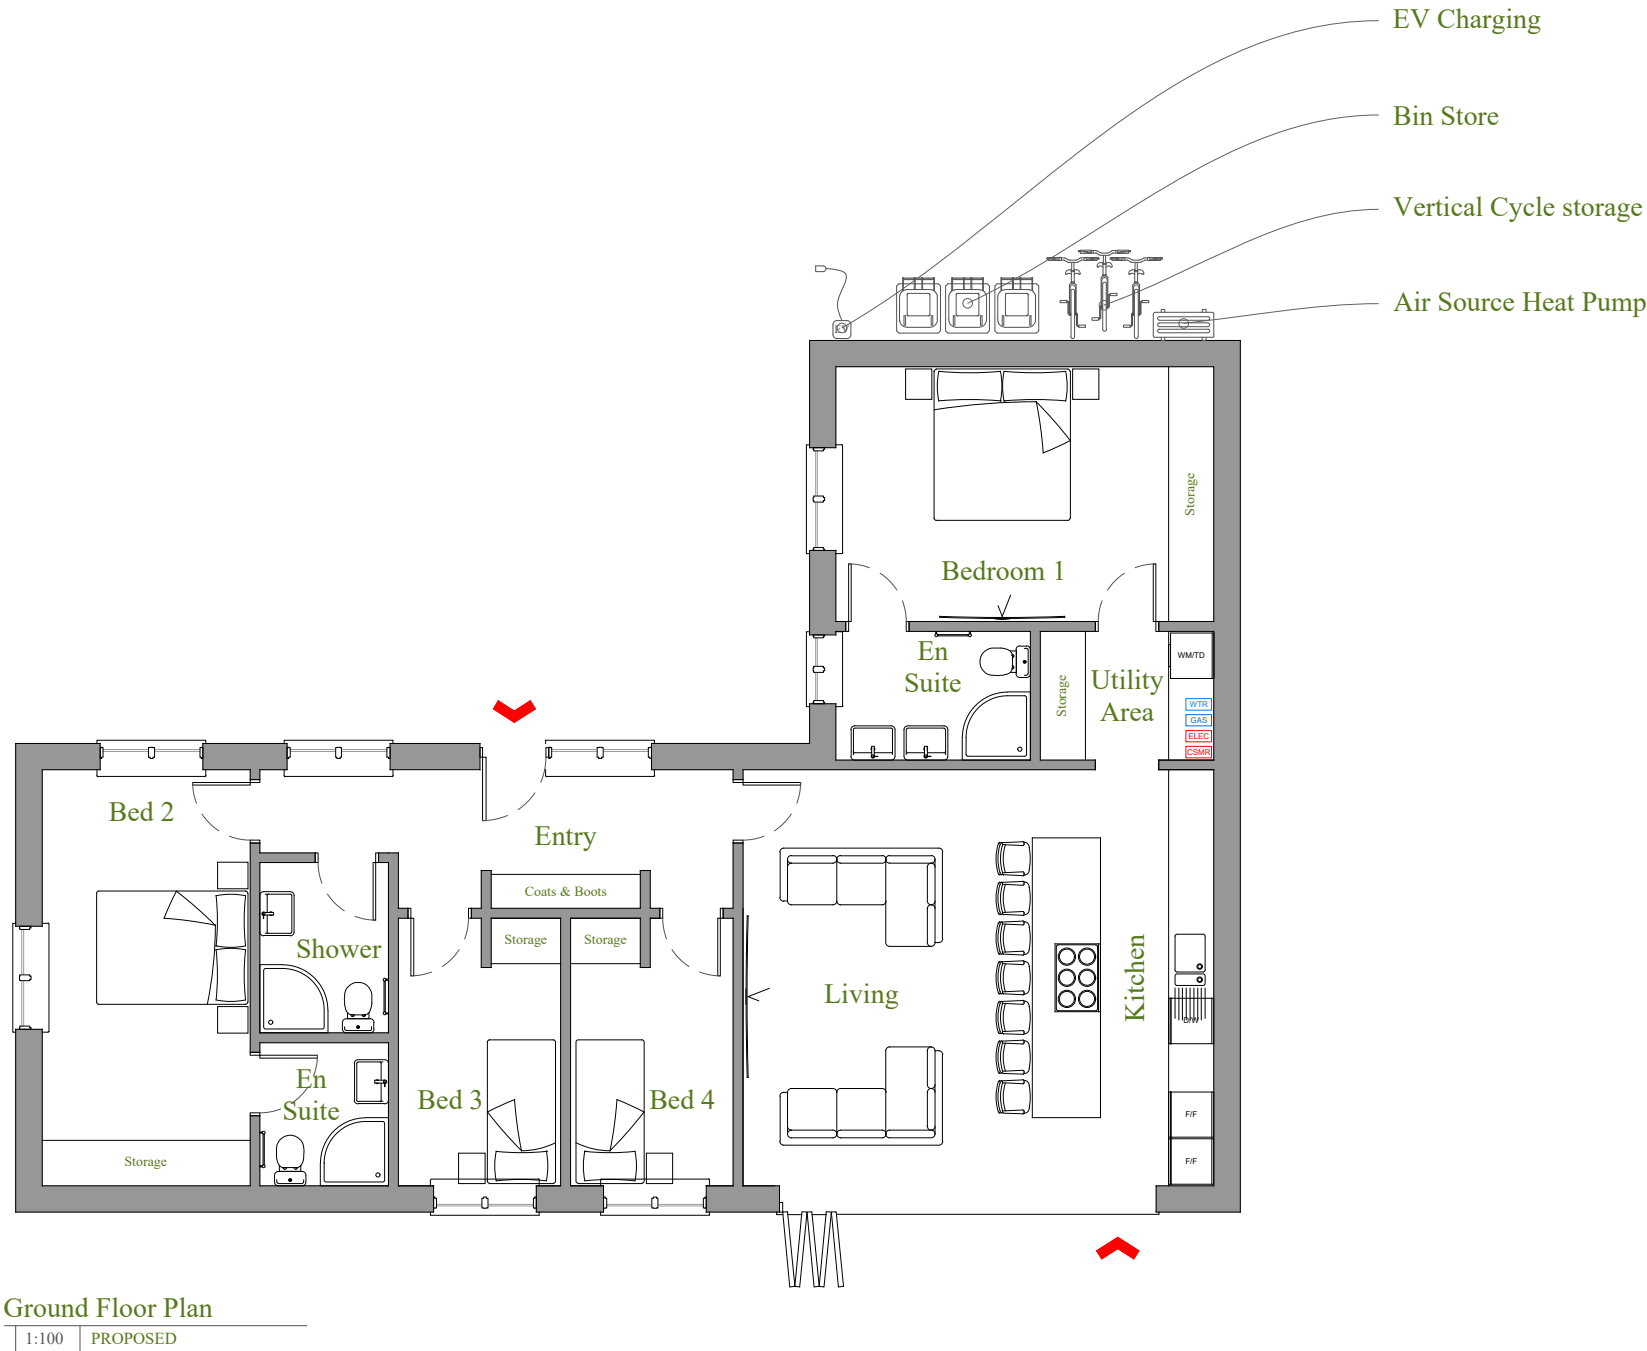 EV Charging
Bin Store
Vertical Cycle storage
Air Source Heat Pump
Storage
Bedroom 1
En
Suite
Storage
Utility
Area
WM/TD
WTR
GAS
ELEC
CSMR
Bed 2
Entry
Coats & Boots
Storage
Storage
Shower
Living
Kitchen
D/W
En
Suite
Bed 3
Bed 4
F/F
F/F
Storage
Ground Floor Plan
1:100 PROPOSED